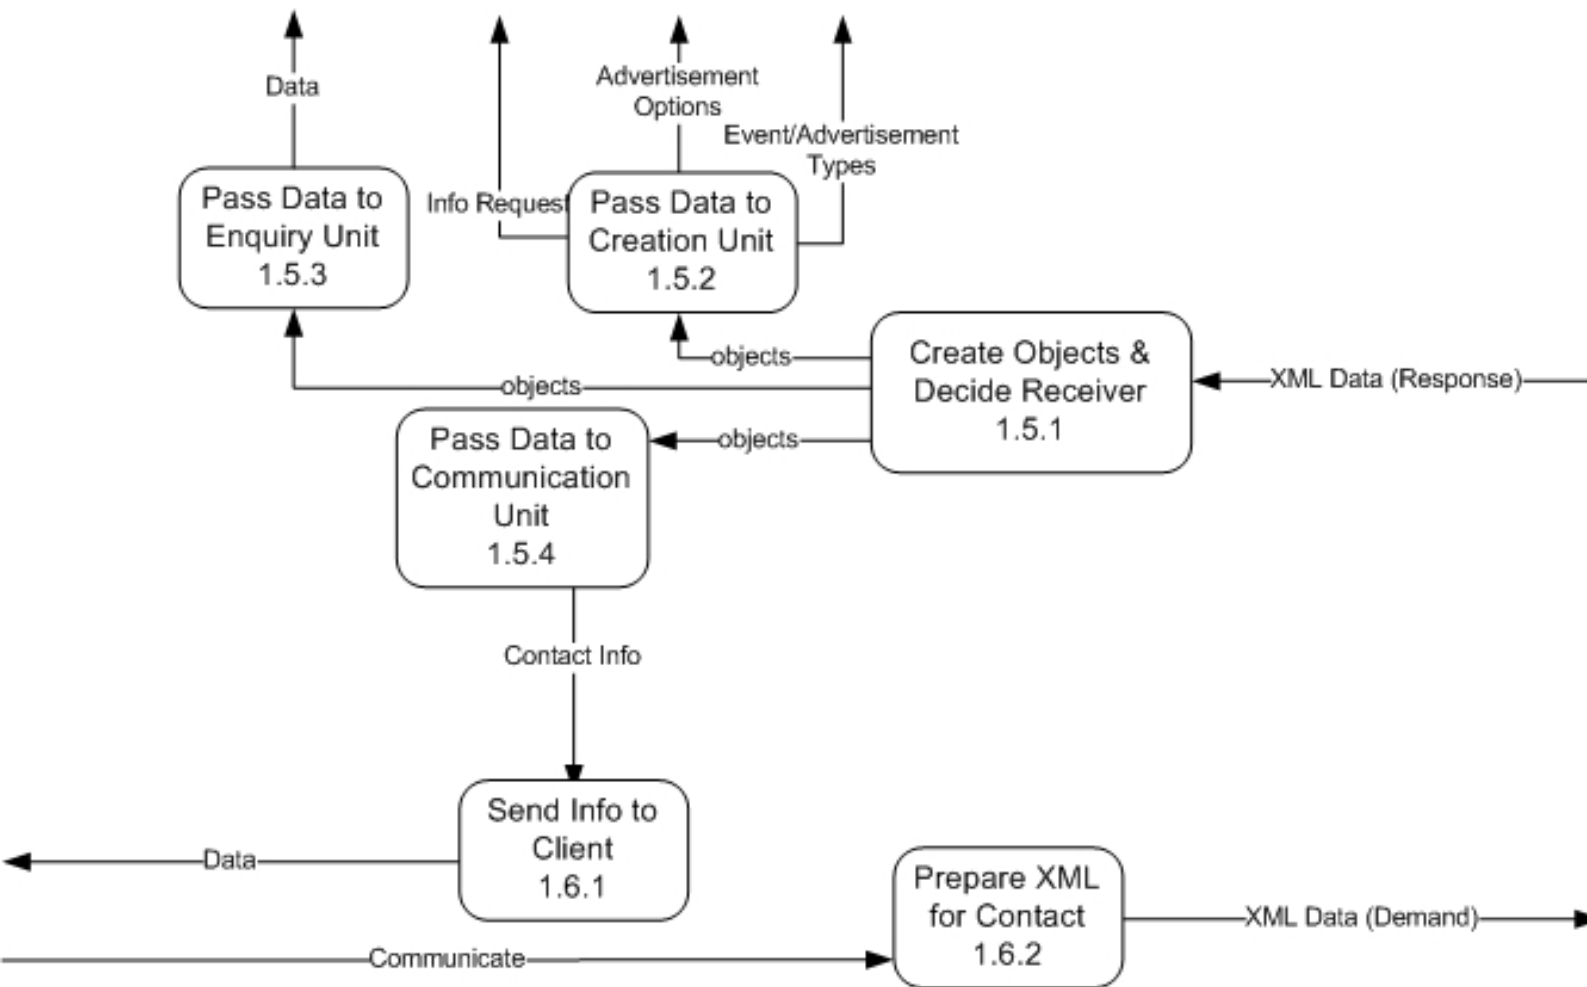 Data
Advertisement
Options
Event/Advertisement
Types
Info Request
Pass Data to
Enquiry Unit
1.5.3
Pass Data to
Creation Unit
1.5.2
objects
objects
objects
Create Objects &
Decide Receiver
1.5.1
XML Data (Response)
Pass Data to
Communication
Unit
1.5.4
Contact Info
Send Info to
Client
1.6.1
Data
Prepare XML
for Contact
1.6.2
XML Data (Demand)
Communicate